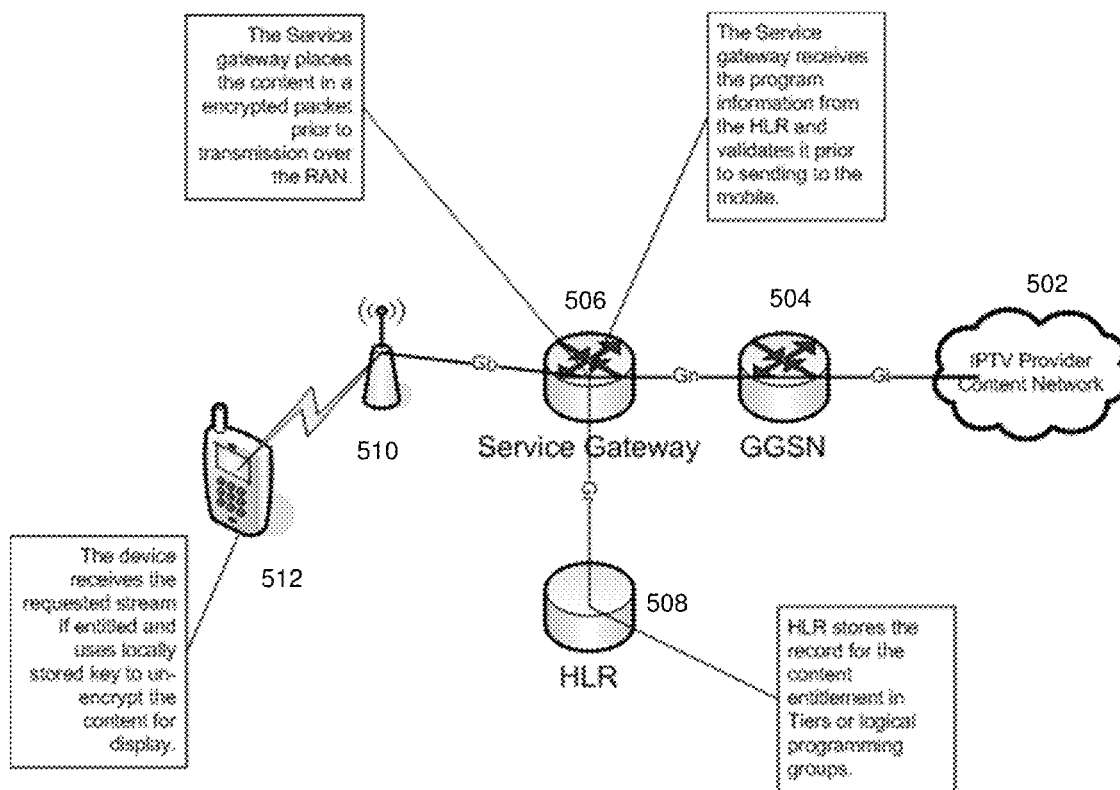 The Service
gateway places
the content in a
encrypted packet
prior to
transmission over
the RAN.
The Service
gateway receives
the program
information from
the HLR and
validates it prior
to sending to the
mobile.
506
504
502
IPTV Provider
Content Network
Gb
Gn
Gi
510
Service Gateway
GGSN
The device
receives the
requested stream
if entitled and
uses locally
stored key to un-
encrypt the
content for
display.
512
508
HLR
HLR stores the
record for the
content
entitlement in
Tiers or logical
programming
groups.